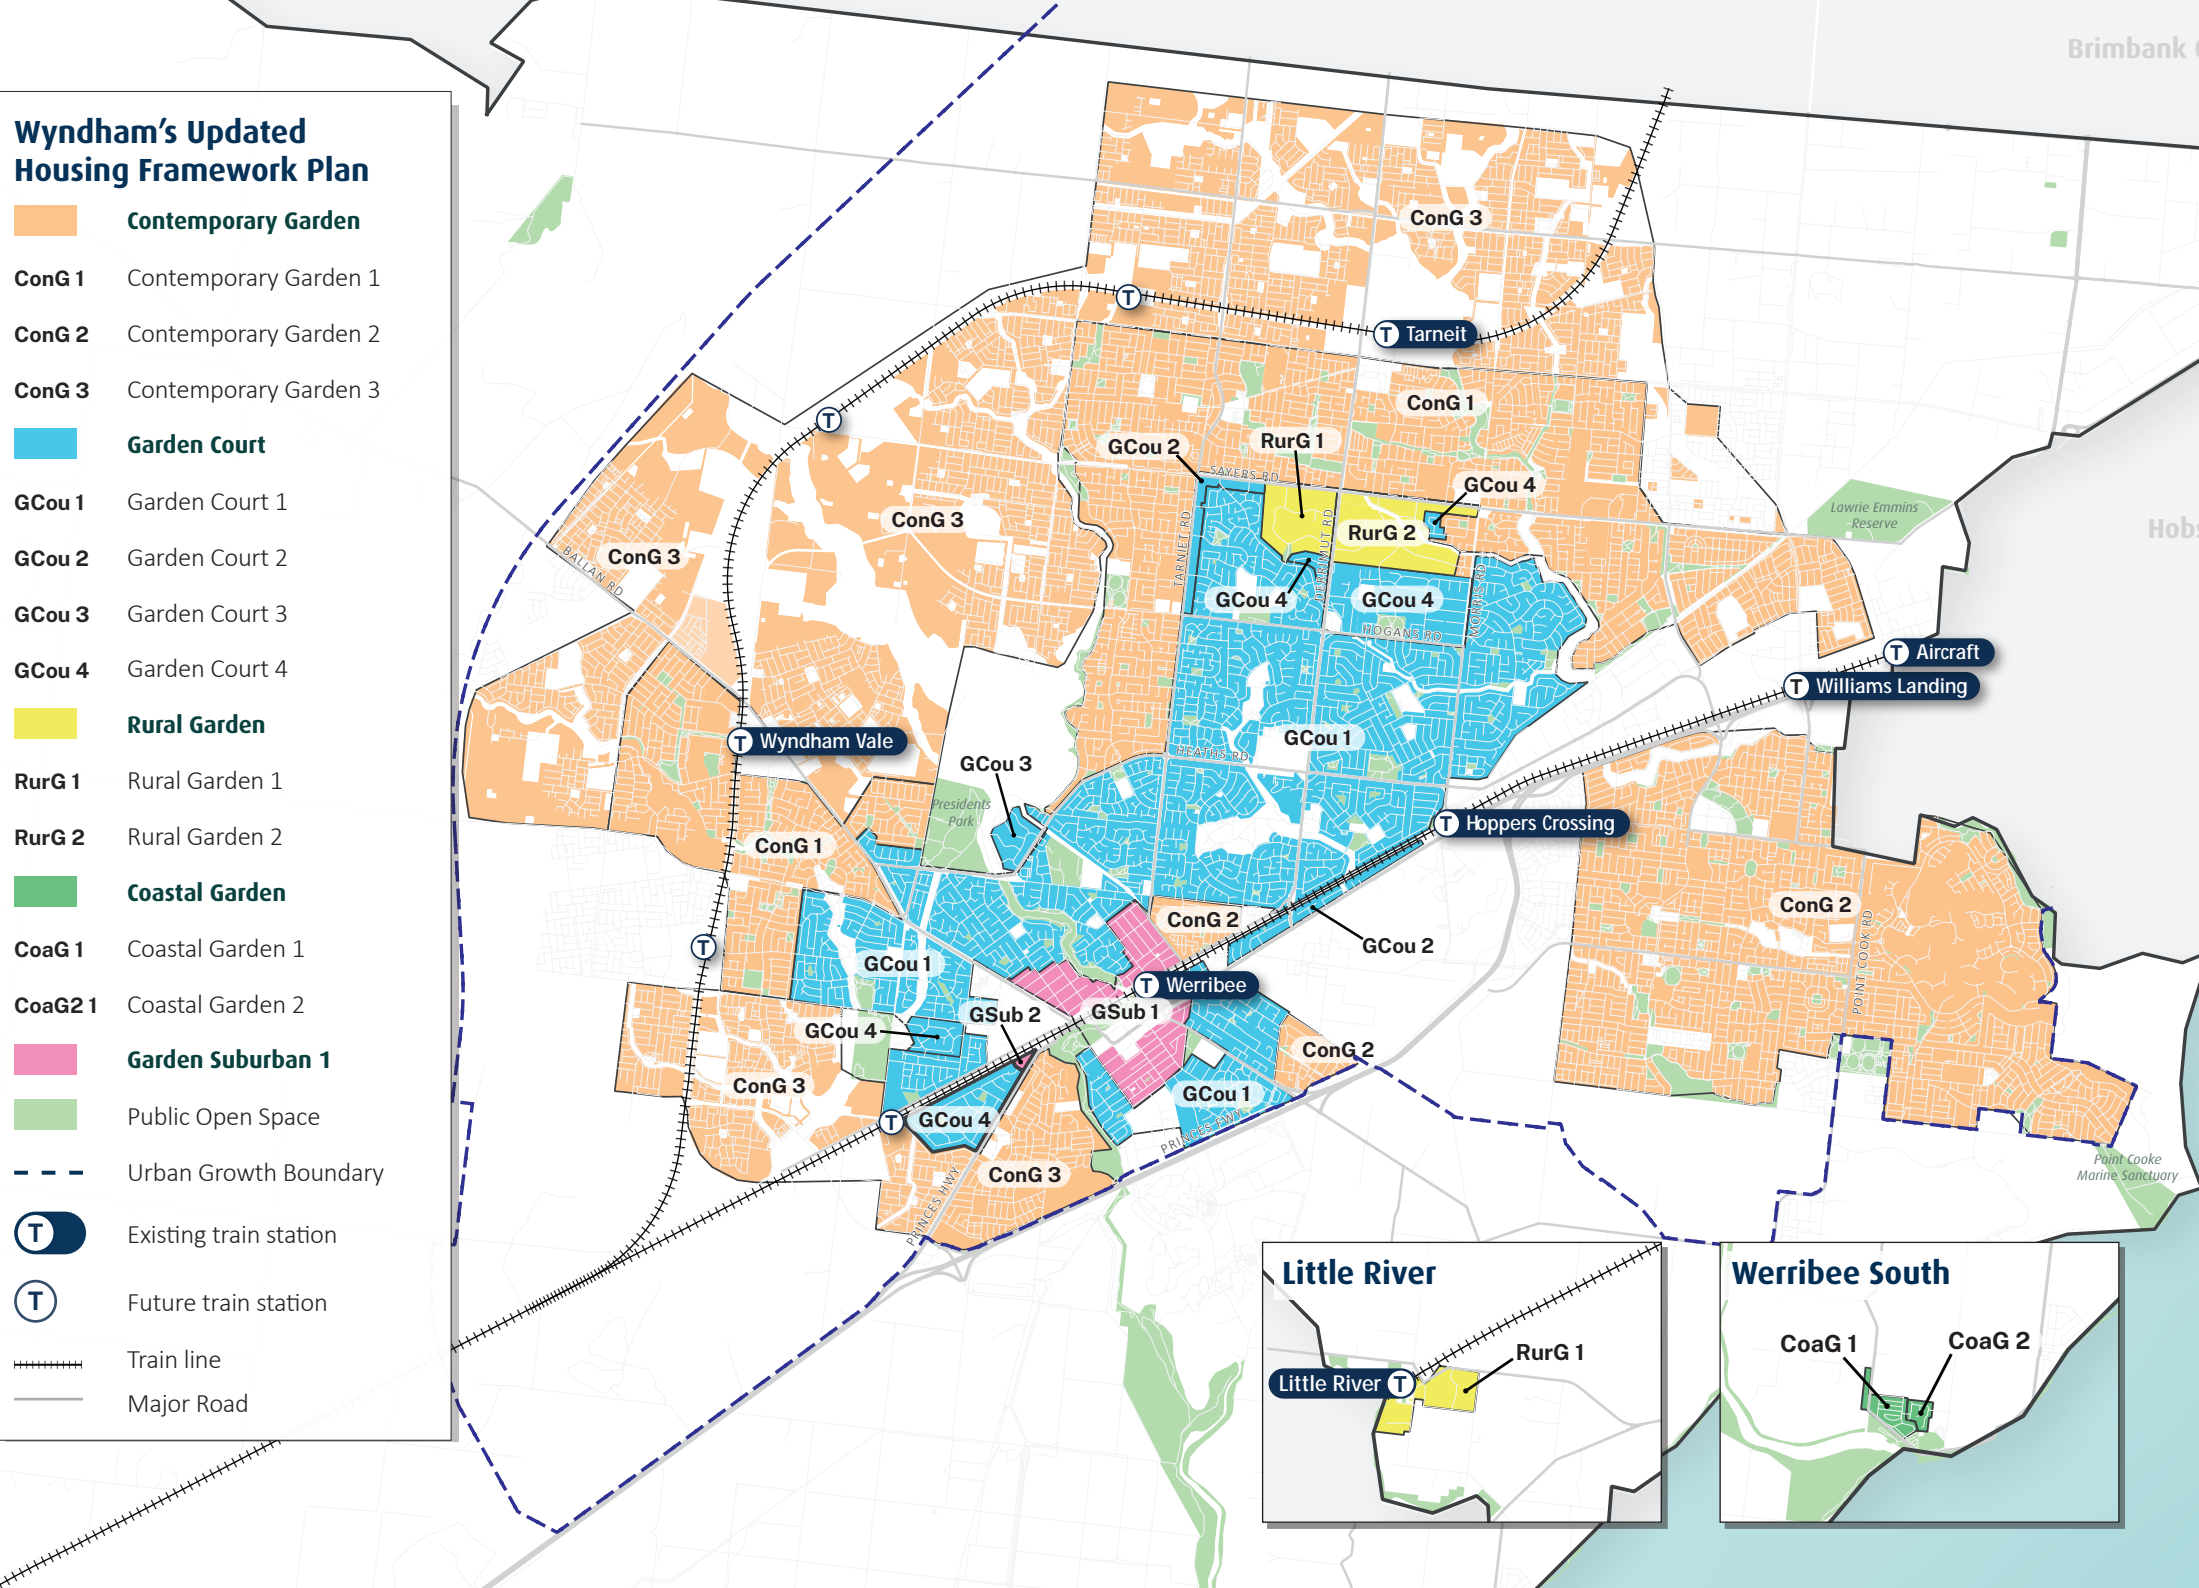 Wyndham's Updated
Housing Framework Plan
Contemporary Garden
ConG 1 Contemporary Garden 1
ConG 2 Contemporary Garden 2
ConG 3 Contemporary Garden 3
Garden Court
GCou 1 Garden Court 1
GCou 2 Garden Court 2
GCou 3 Garden Court 3
GCou 4 Garden Court 4
Rural Garden
RurG 1 Rural Garden 1
RurG 2 Rural Garden 2
Coastal Garden
CoaG 1 Coastal Garden 1
CoaG2 1 Coastal Garden 2
Garden Suburban 1
Public Open Space
Urban Growth Boundary
T Existing train station
T Future train station
Train line
Major Road
Brimbank
ConG 3
T
T Tarneit
ConG 1
T
GCou 2
RurG 1
SAYERS RD
GCou 4
Lawrie Emmins
Reserve
ConG 3
RurG 2
Hobs
ConG 3
BALLAN RD
TARNIET RD
DERRIMUT RD
MORRIS RD
GCou 4
GCou 4
HOGANS RD
T Aircraft
T Williams Landing
T Wyndham Vale
GCou 1
HEATHS RD
GCou 3
Presidents
Park
T Hoppers Crossing
ConG 1
ConG 2
ConG 2
POINT COOK RD
T
GCou 2
GCou 1
T Werribee
GSub 2
GSub 1
GCou 4
ConG 2
ConG 3
GCou 1
T
GCou 4
PRINCES FWY
ConG 3
PRINCES HWY
Point Cooke
Marine Sanctuary
Little River
RurG 1
Little River T
Werribee South
CoaG 1
CoaG 2